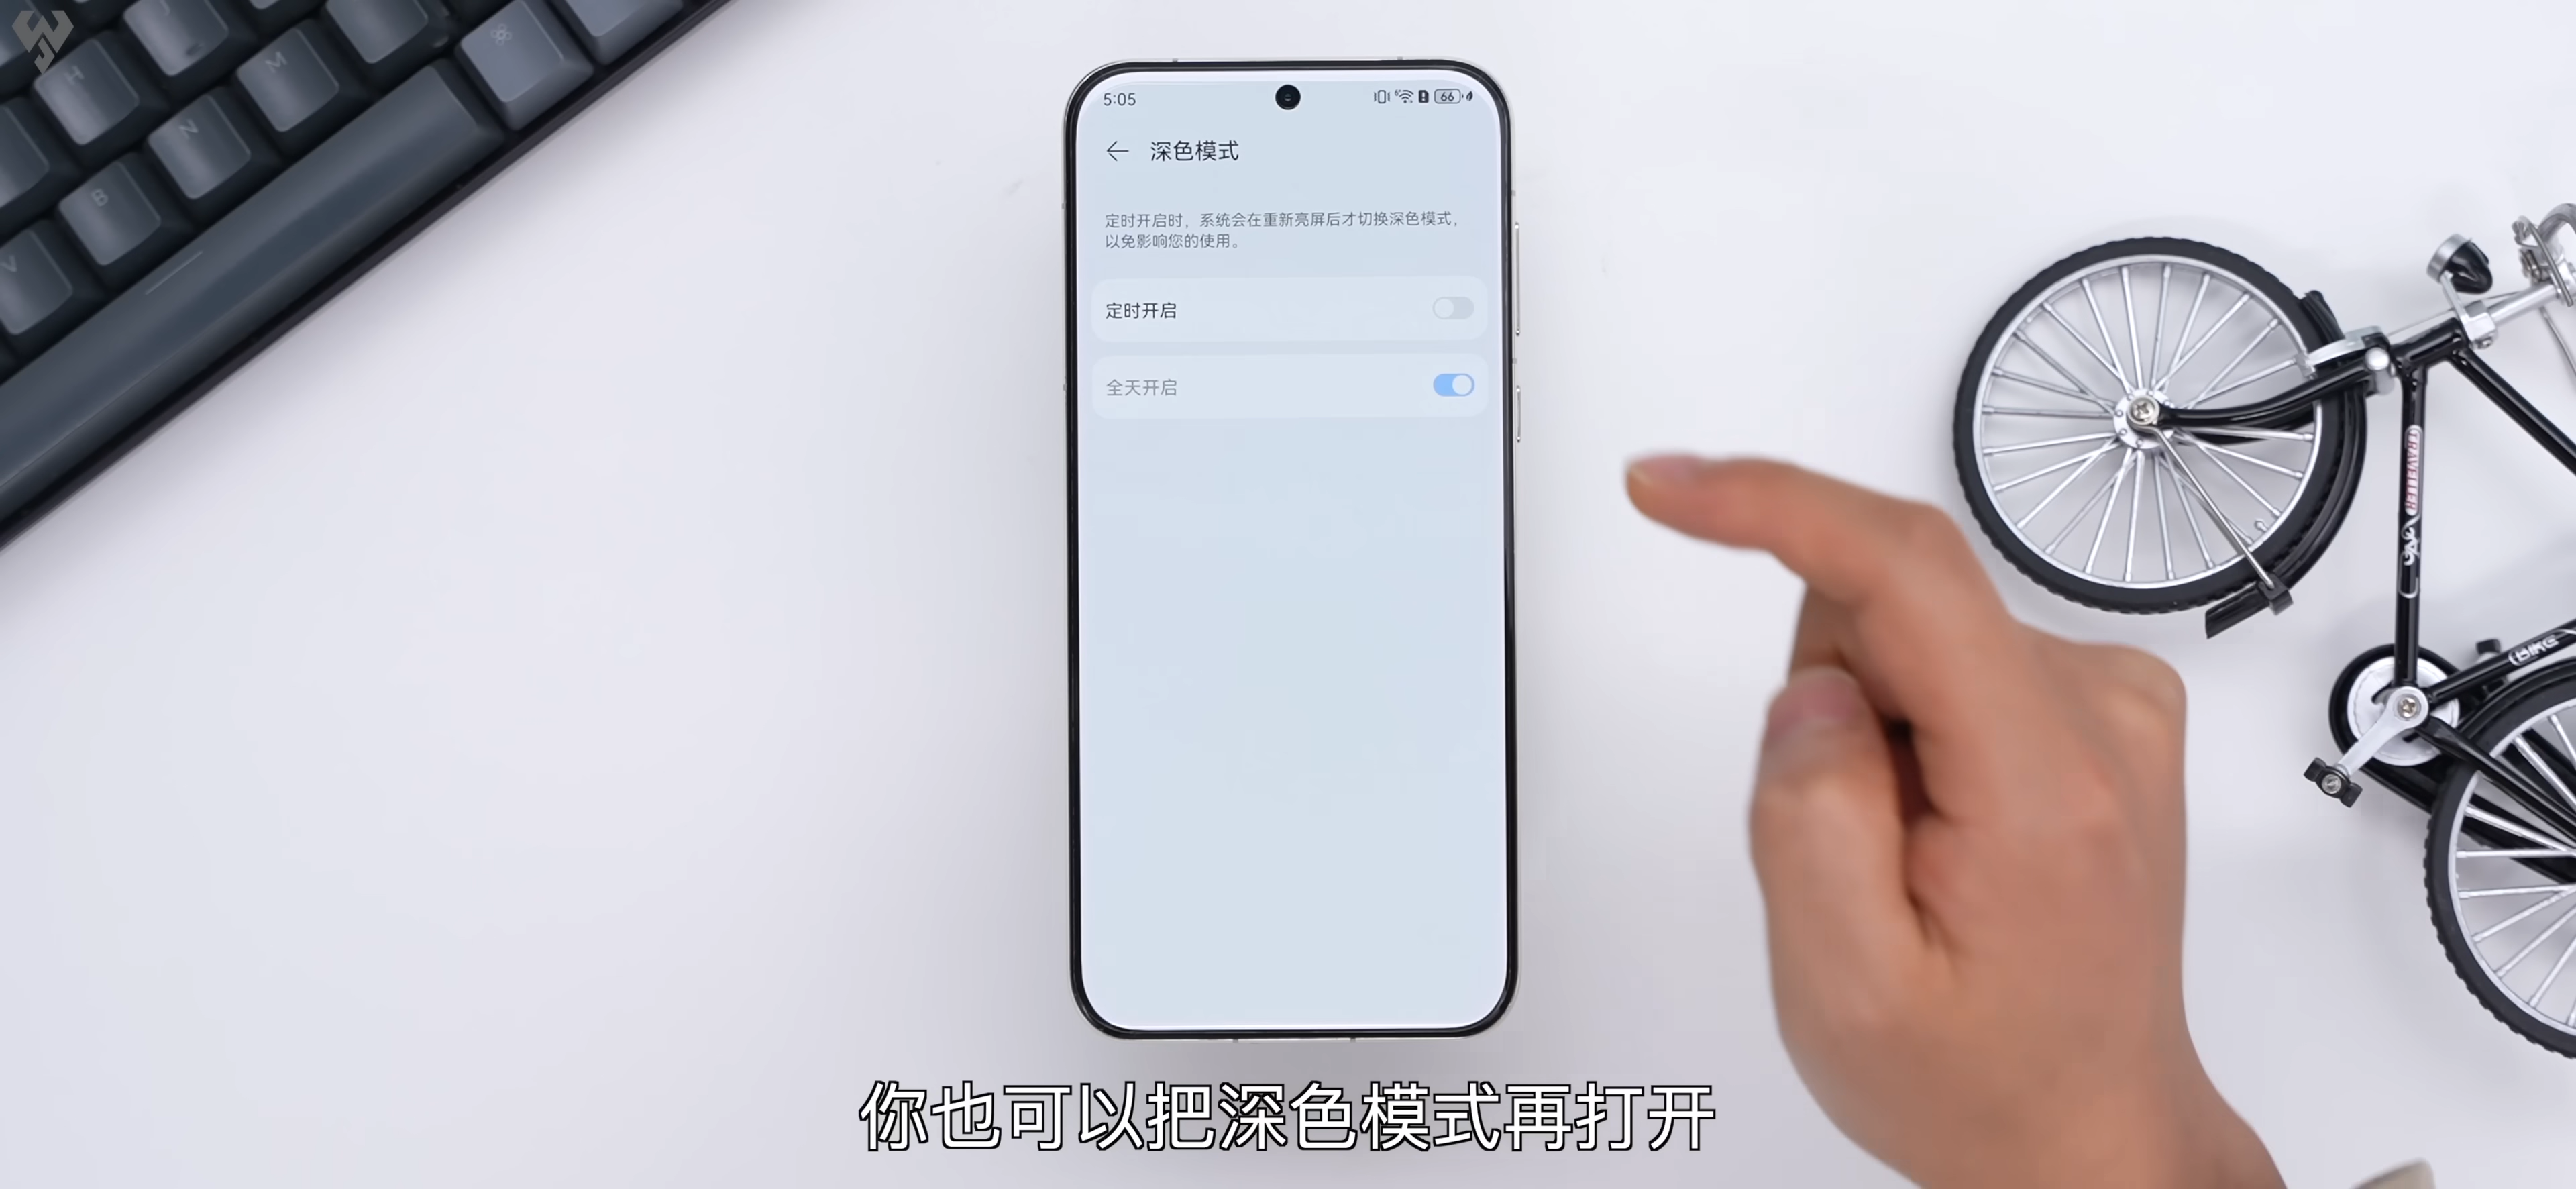 H
M
N
B
V
5:05
66
深色模式
定时开启时，系统会在重新亮屏后才切换深色模式，
以免影响您的使用。
定时开启
全天开启
TRAVELLER
BIKE
你也可以把深色模式再打开